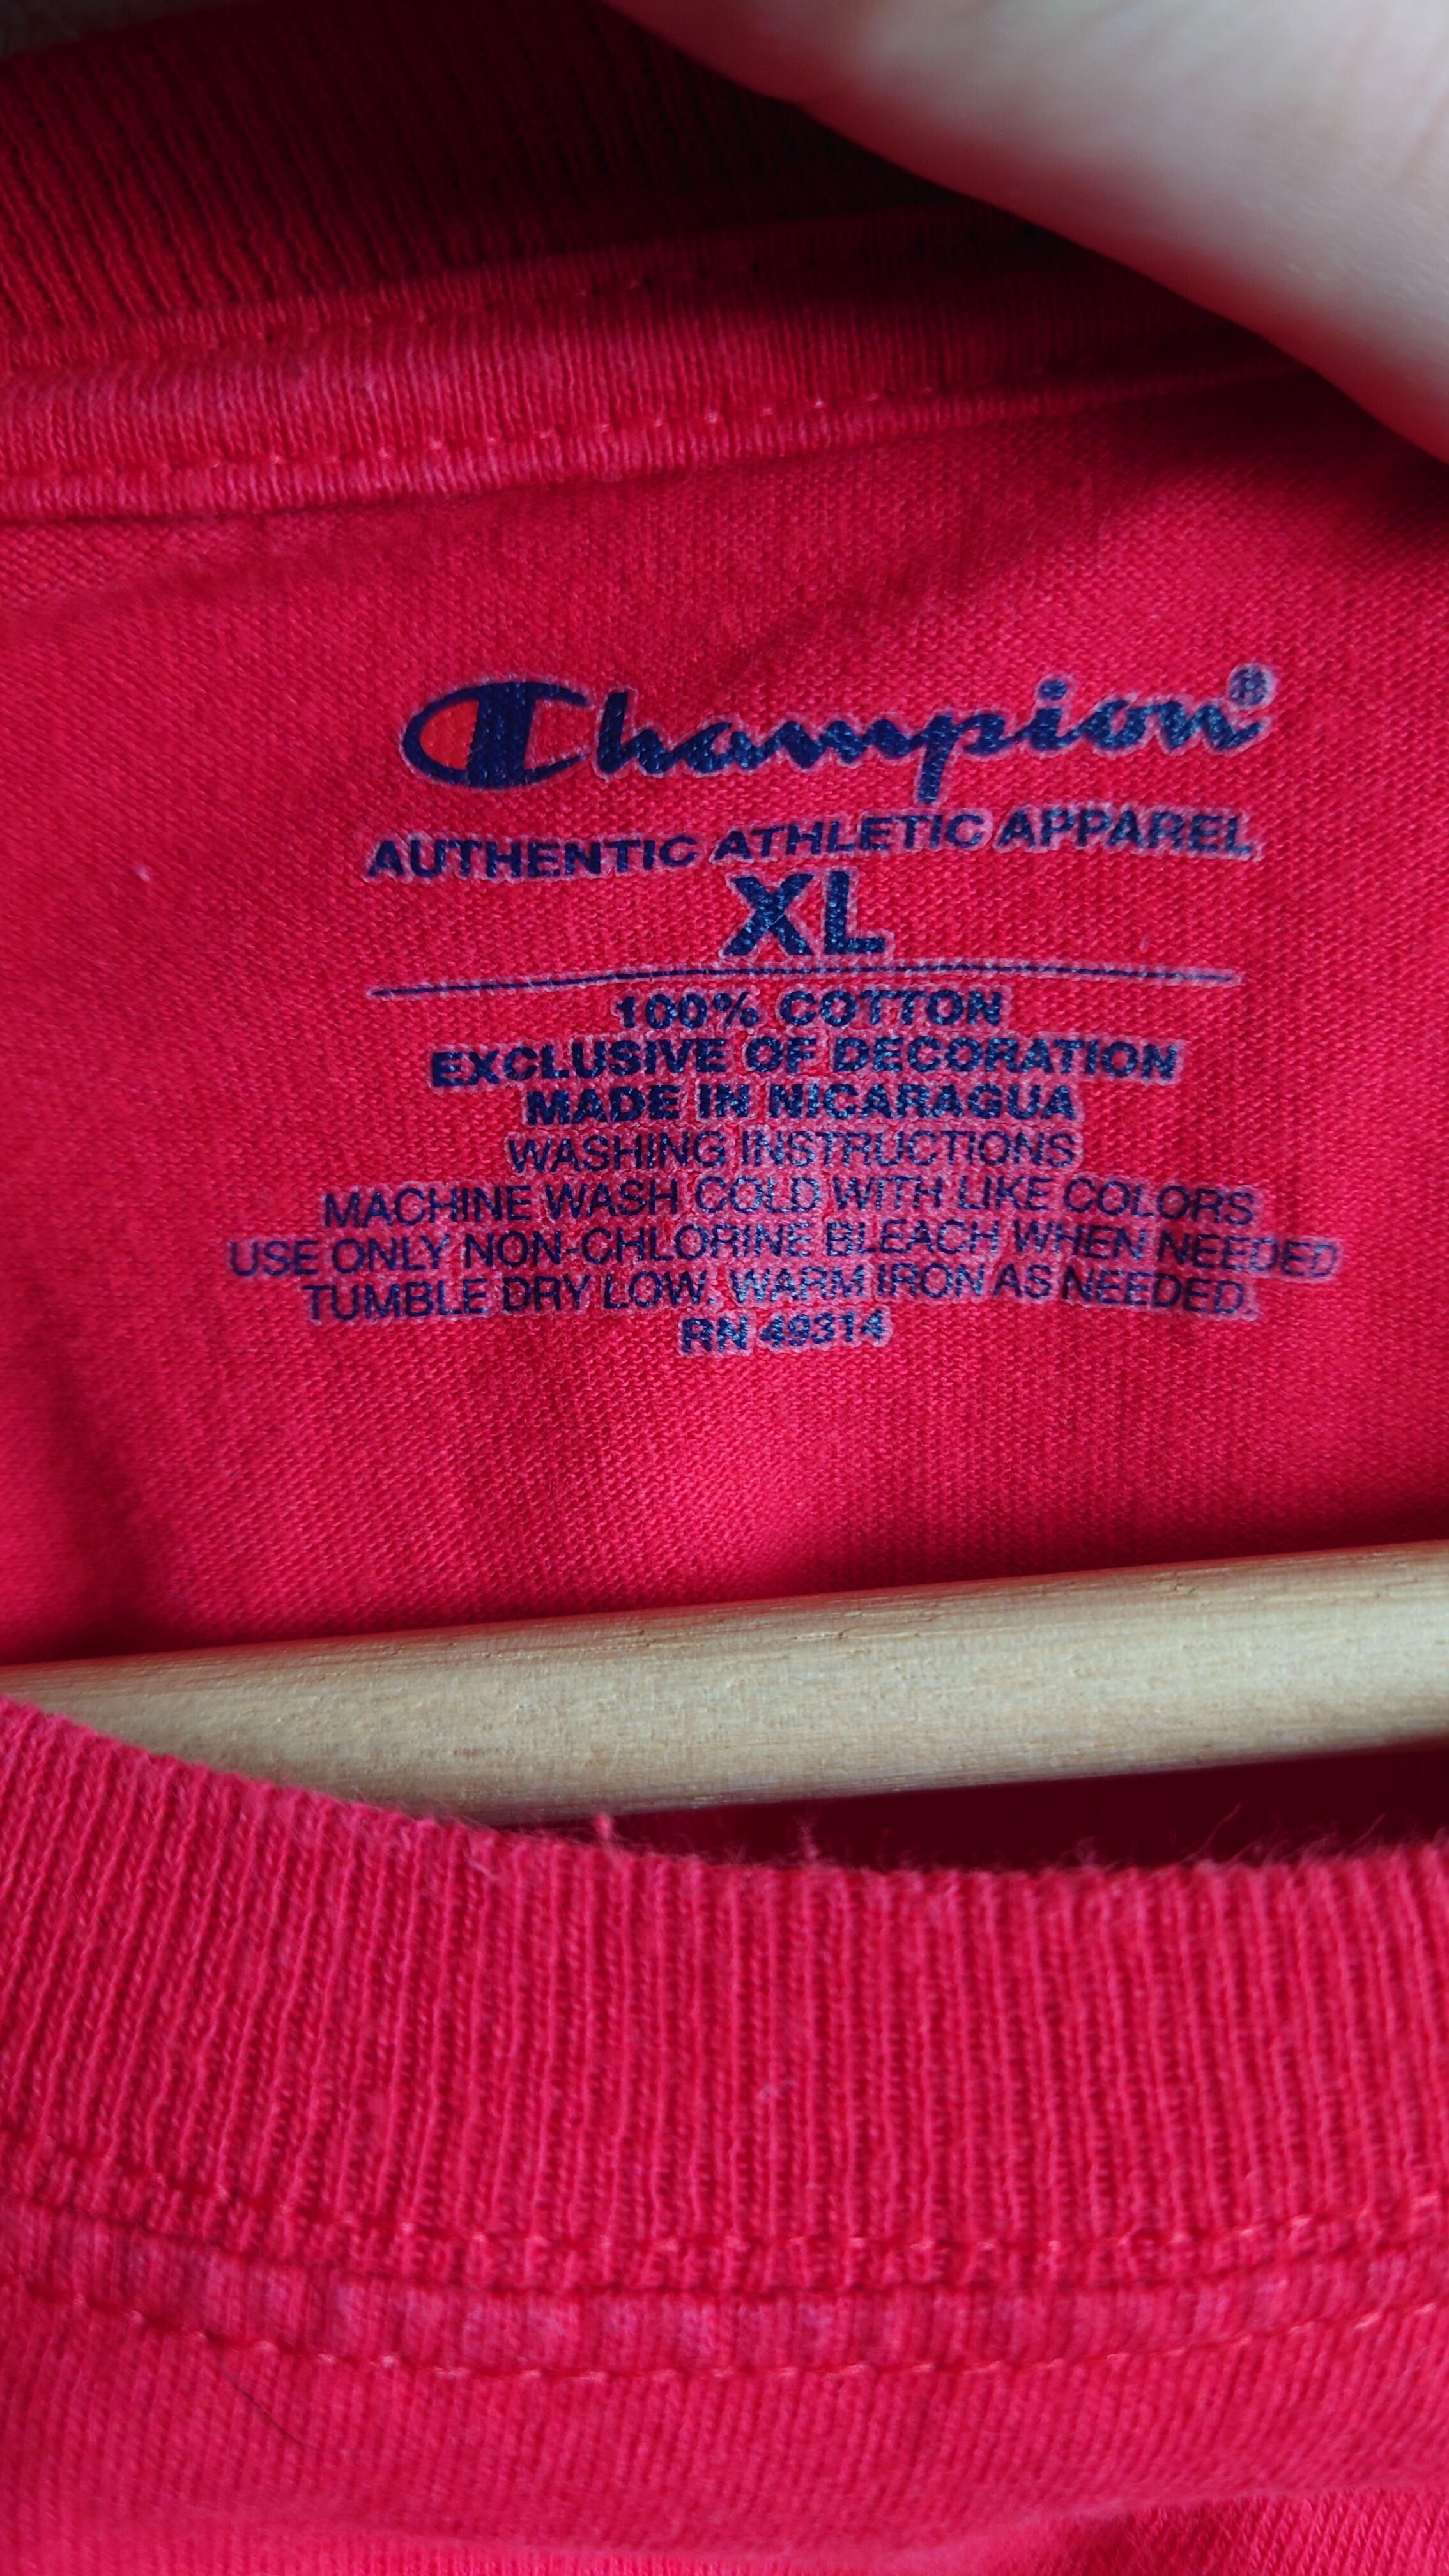 Champion®
AUTHENTIC ATHLETIC APPAREL
XL
100% COTTON
EXCLUSIVE OF DECORATION
MADE IN NICARAGUA
WASHING INSTRUCTIONS
MACHINE WASH COLD WITH LIKE COLORS
USE ONLY NON-CHLORINE BLEACH WHEN NEEDED
TUMBLE DRY LOW. WARM IRON AS NEEDED.
RN 49314